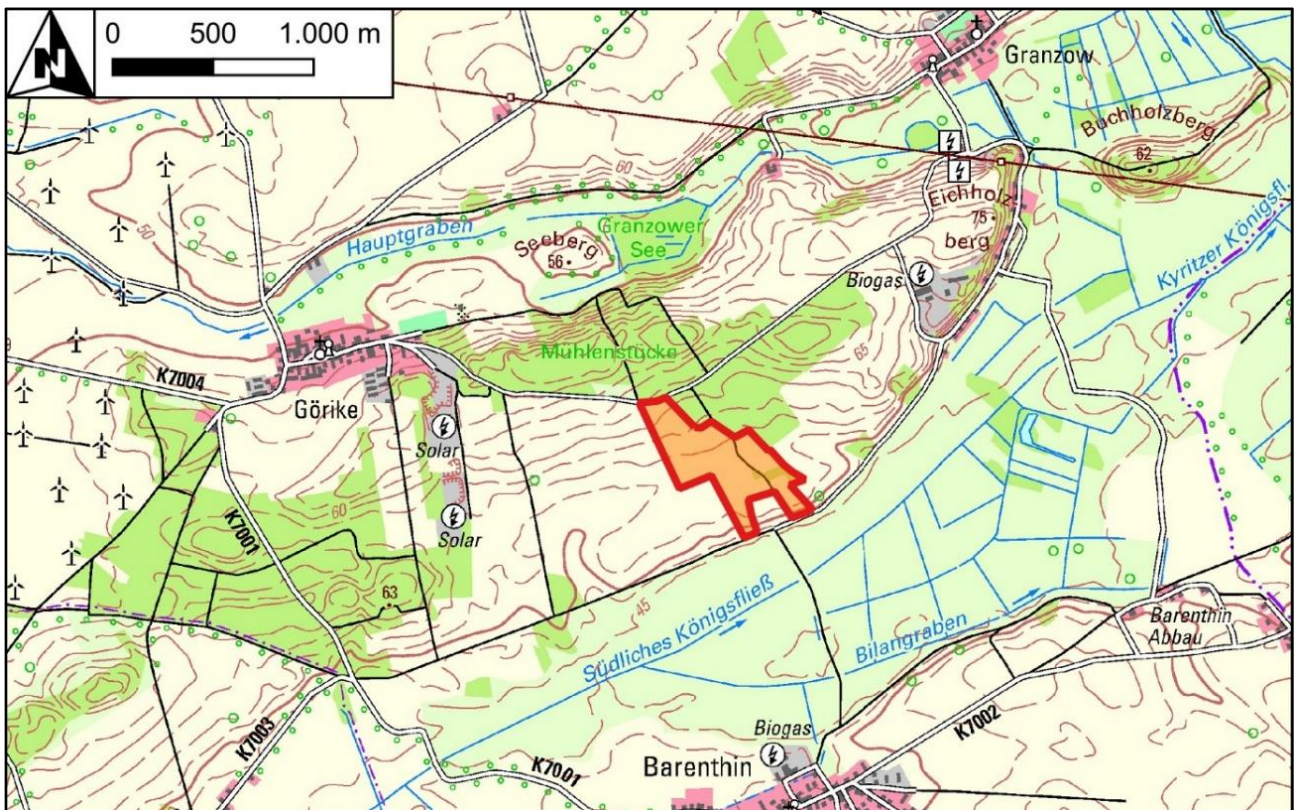 N
0 500 1.000 m
Granzow
Buchholzberg
62
60
50
Eichholz
75
berg
Hauptgraben
Granzower
See
Seeberg
56
Kyritzer Königsfl.
Biogas
65
Mühlenstücke
K7004
Görike
Solar
Solar
60
K7001
63
45
Südliches Königsfließ
Bilangraben
Barenthin
Abbau
K7003
K7001
K7002
Biogas
Barenthin